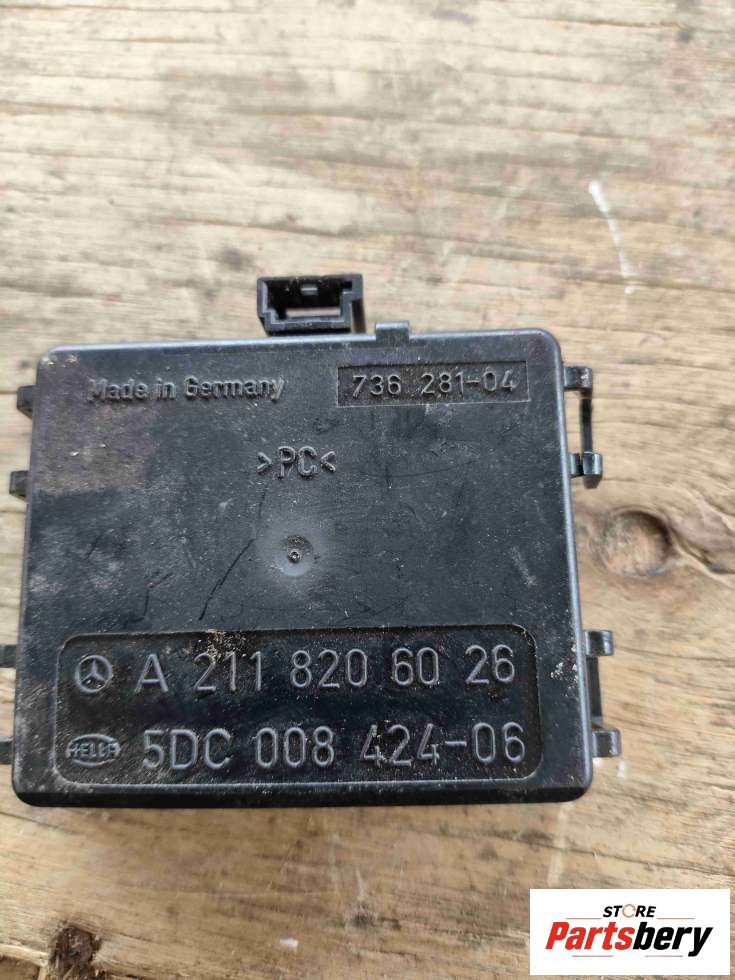 Made in Germany
736 281-04
>PC<
A 211 820 60 26
HELLA
5DC 008 424-06
STORE
Partsbery